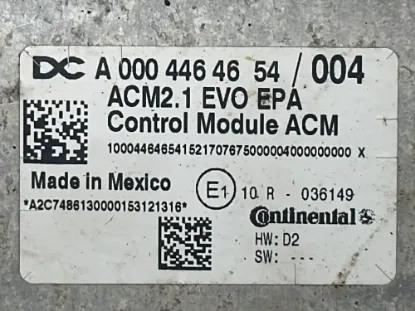 DC A 000 446 46 54 / 004
ACM2.1 EVO EPA
Control Module ACM
10004464654152170767500000400000000 X
Made in Mexico
E1 10 R - 036149
*A2C7486130000153121316*
Continental
HW: D2
SW: ---